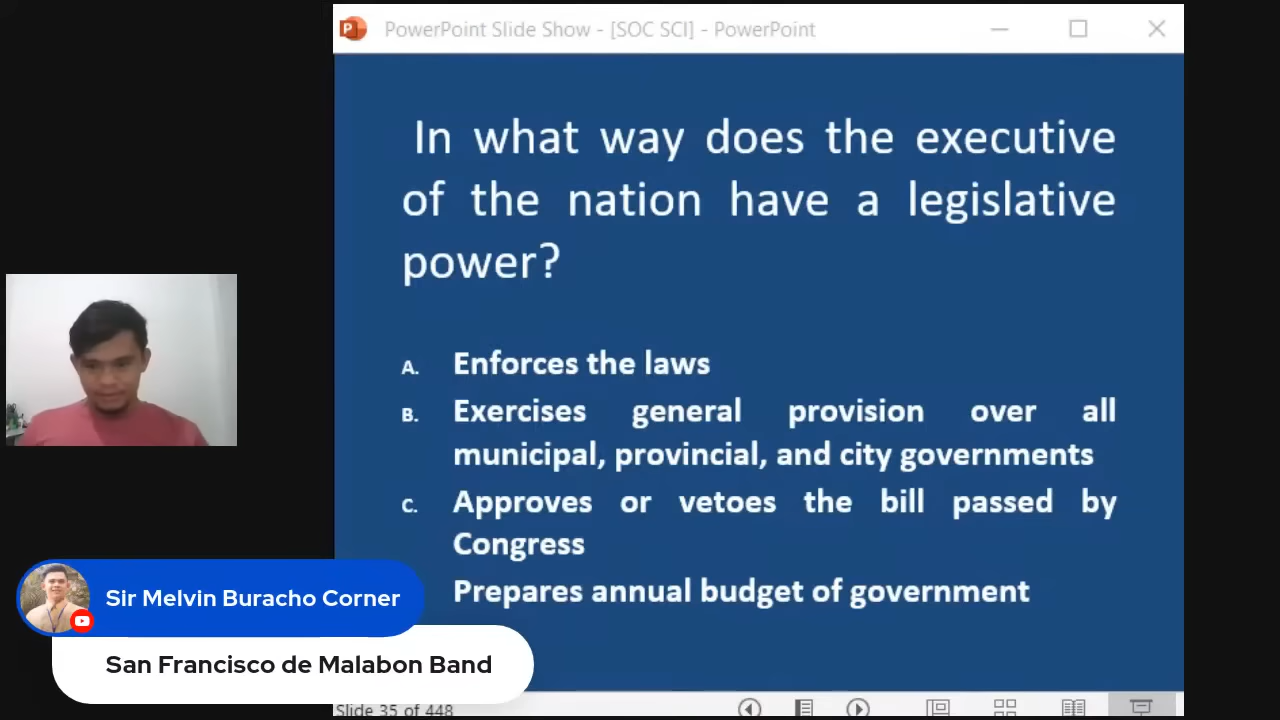 PowerPoint Slide Show - [SOC SCI] - PowerPoint
In what way does the executive
of the nation have a legislative
power?
A. Enforces the laws
B. Exercises general provision over all
municipal, provincial, and city governments
C. Approves or vetoes the bill passed by
Congress
Prepares annual budget of government
Sir Melvin Buracho Corner
San Francisco de Malabon Band
Slide 35 of 448